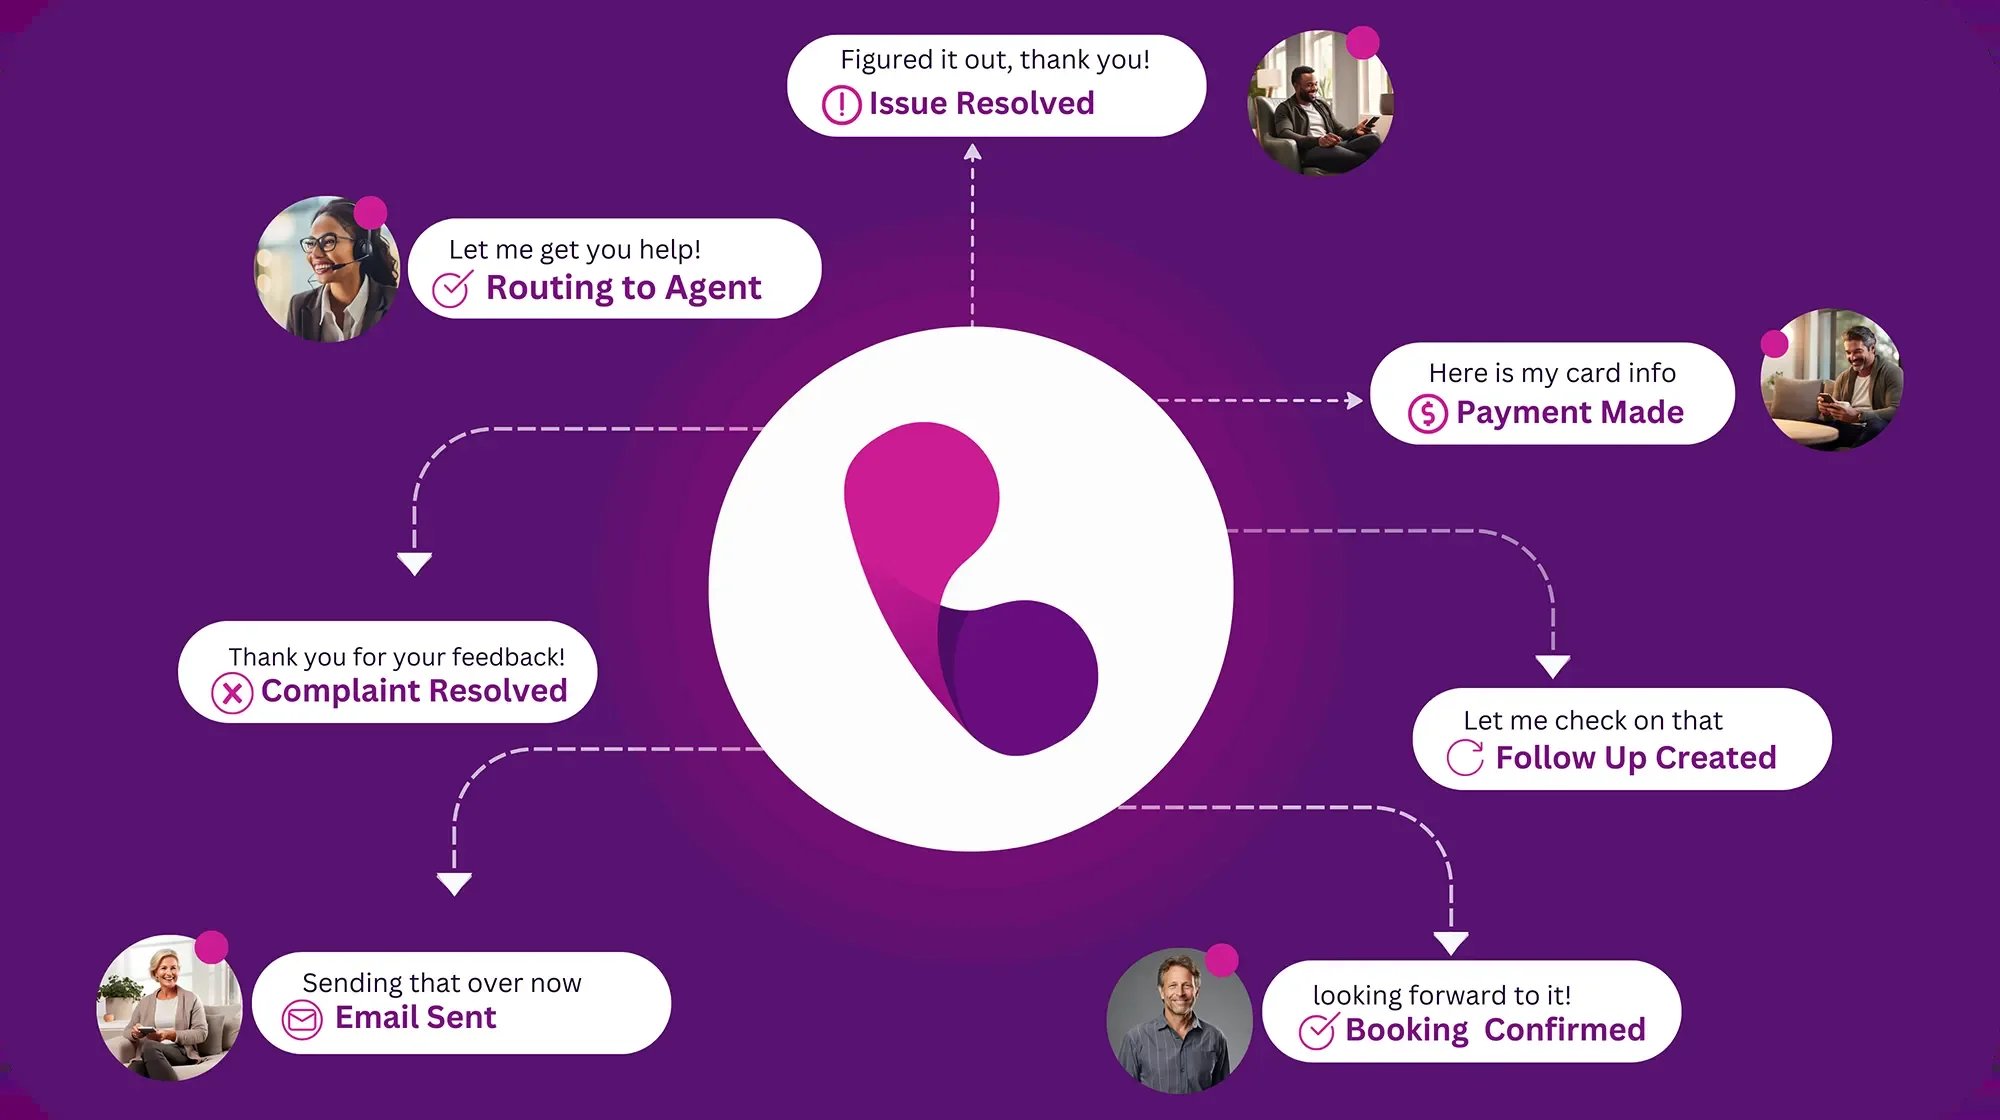 Figured it out, thank you!
Issue Resolved
Let me get you help!
Routing to Agent
Here is my card info
Payment Made
Thank you for your feedback!
Complaint Resolved
Let me check on that
Follow Up Created
Sending that over now
Email Sent
looking forward to it!
Booking Confirmed